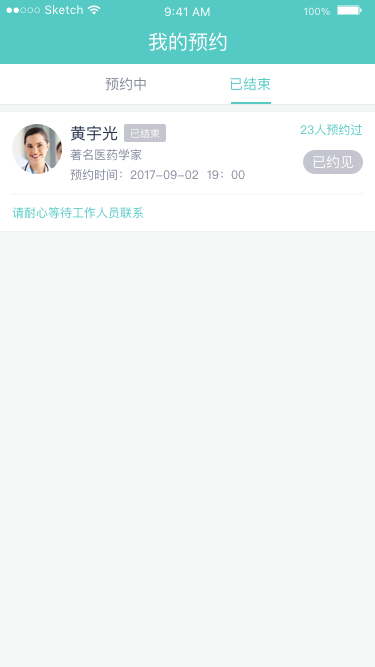 Sketch 9:41 AM 100%
我的预约
预约中 已结束
黄宇光 已结束 23人预约过
著名医药学家 已约见
预约时间：2017-09-02 19：00
请耐心等待工作人员联系